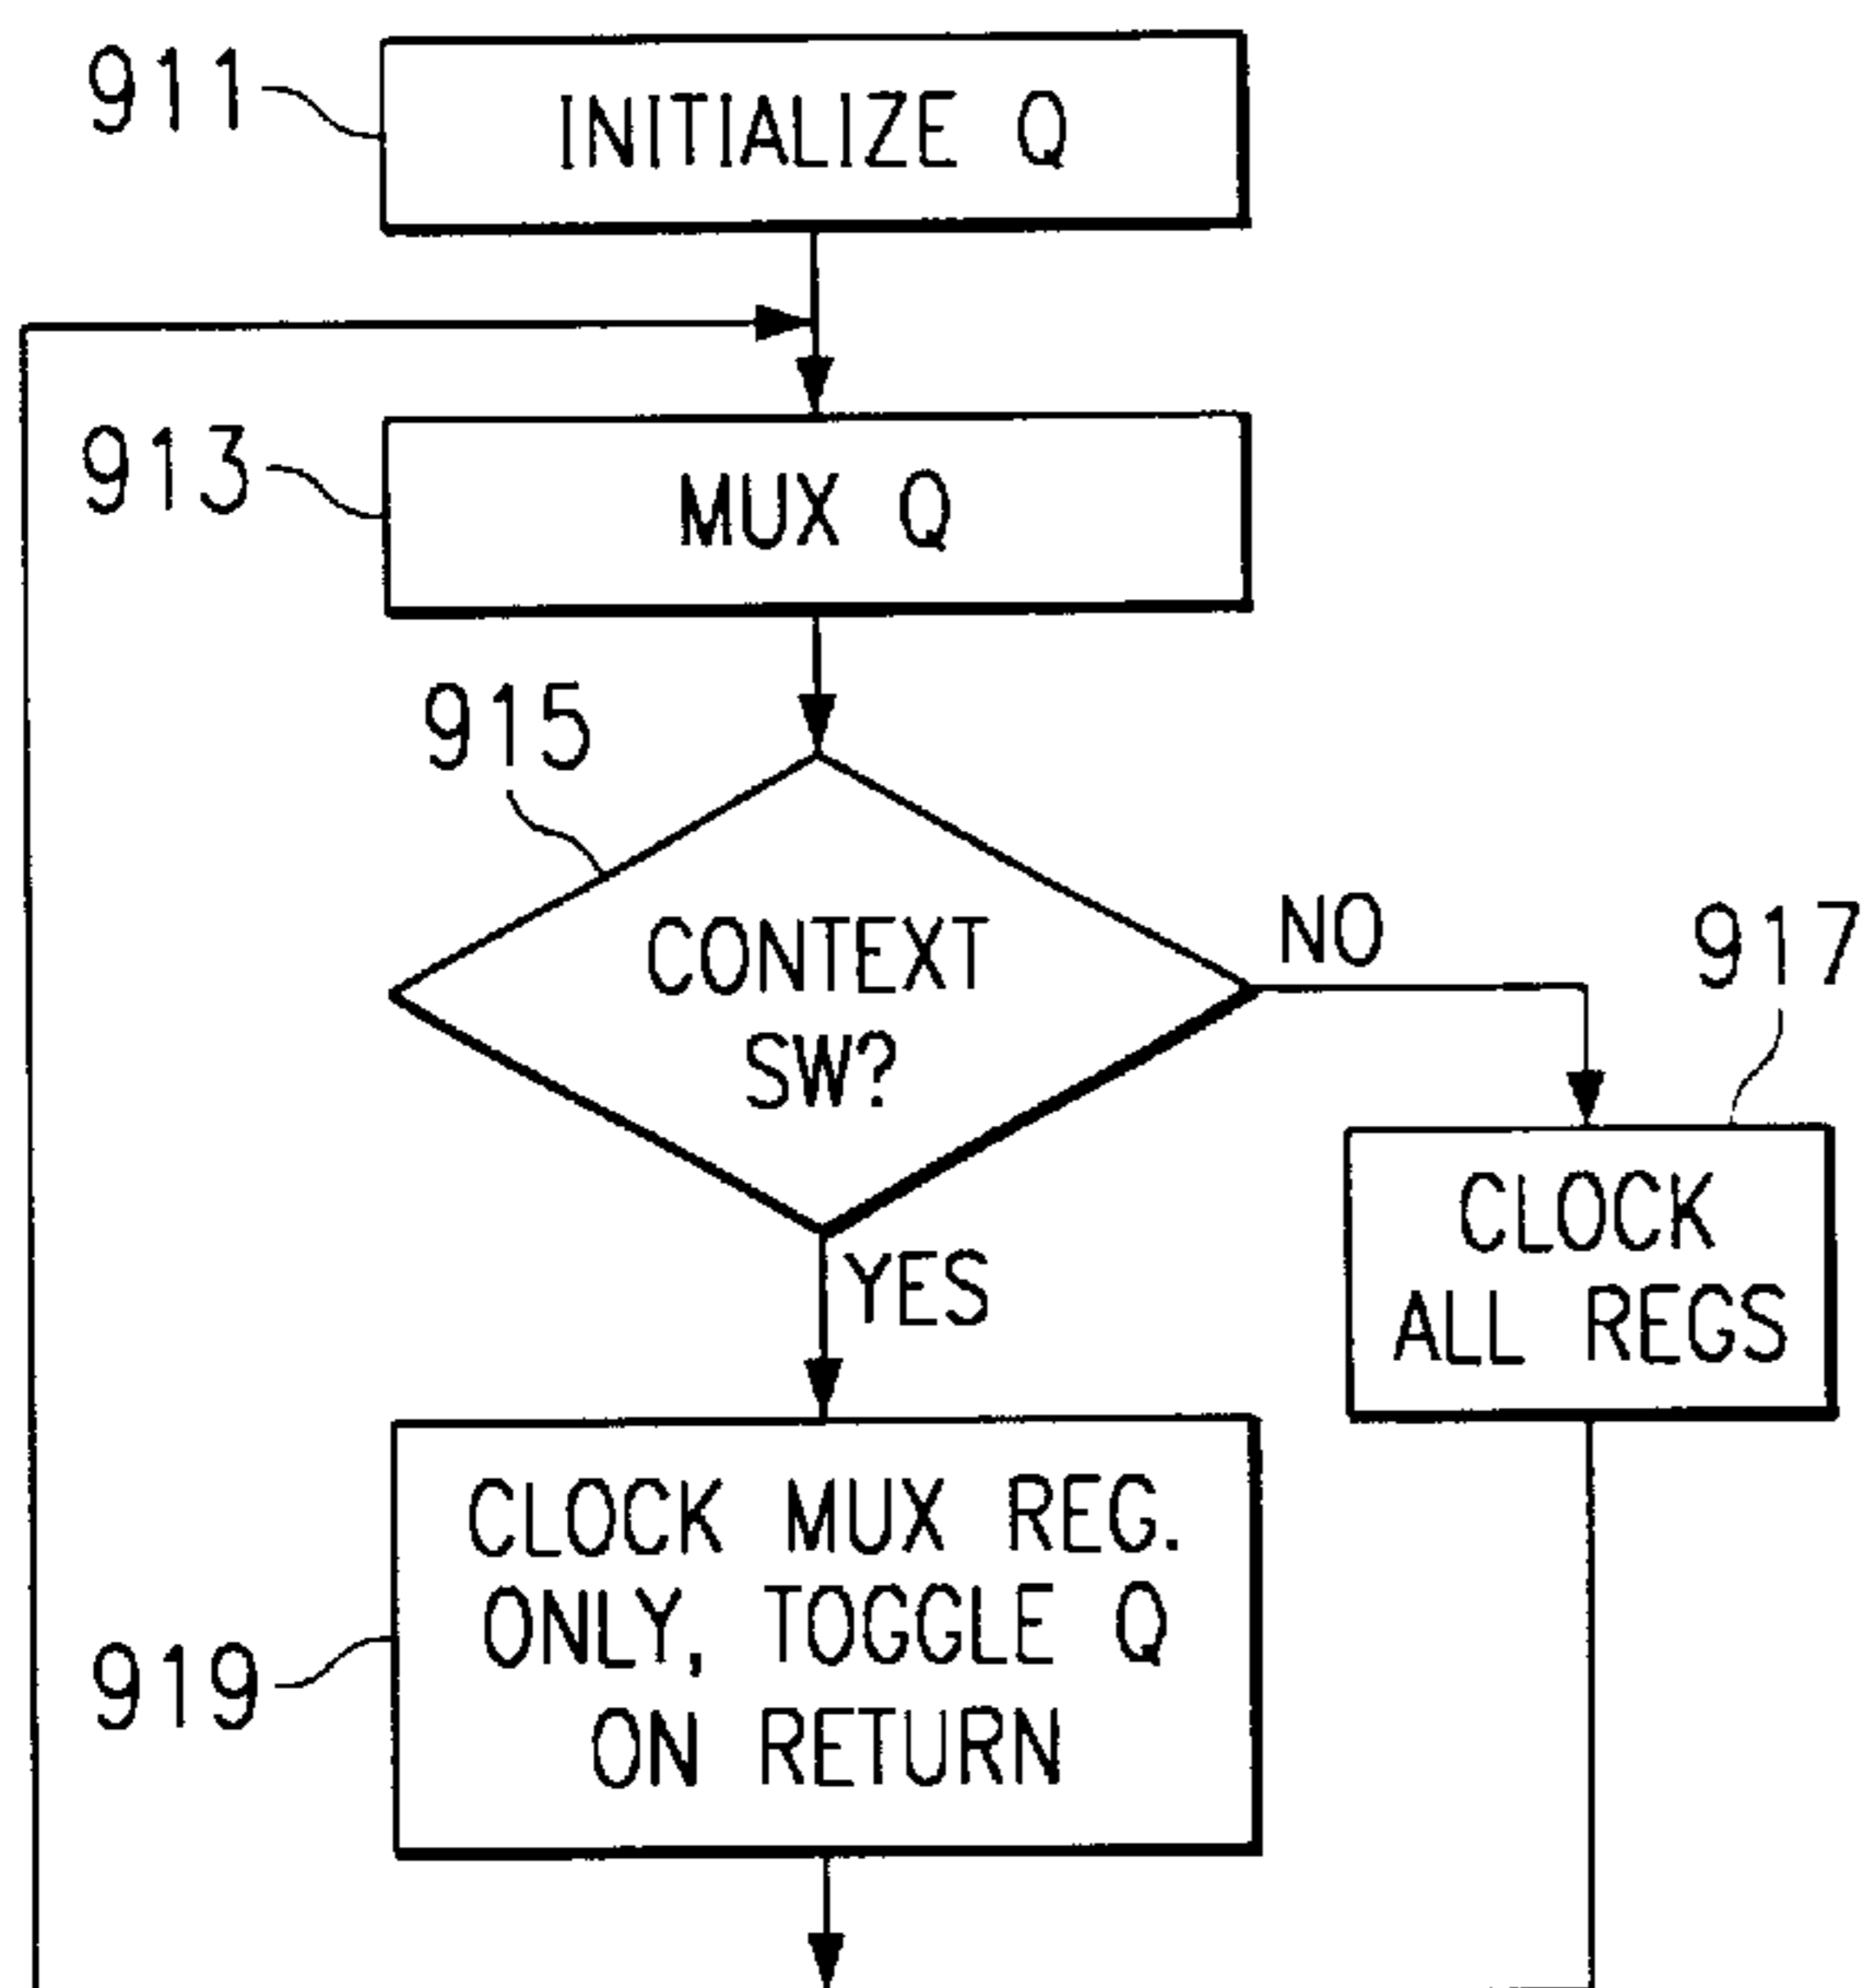 911
INITIALIZE Q
913
MUX Q
915
CONTEXT
SW?
NO
917
YES
CLOCK
ALL REGS
CLOCK MUX REG.
ONLY, TOGGLE Q
ON RETURN
919